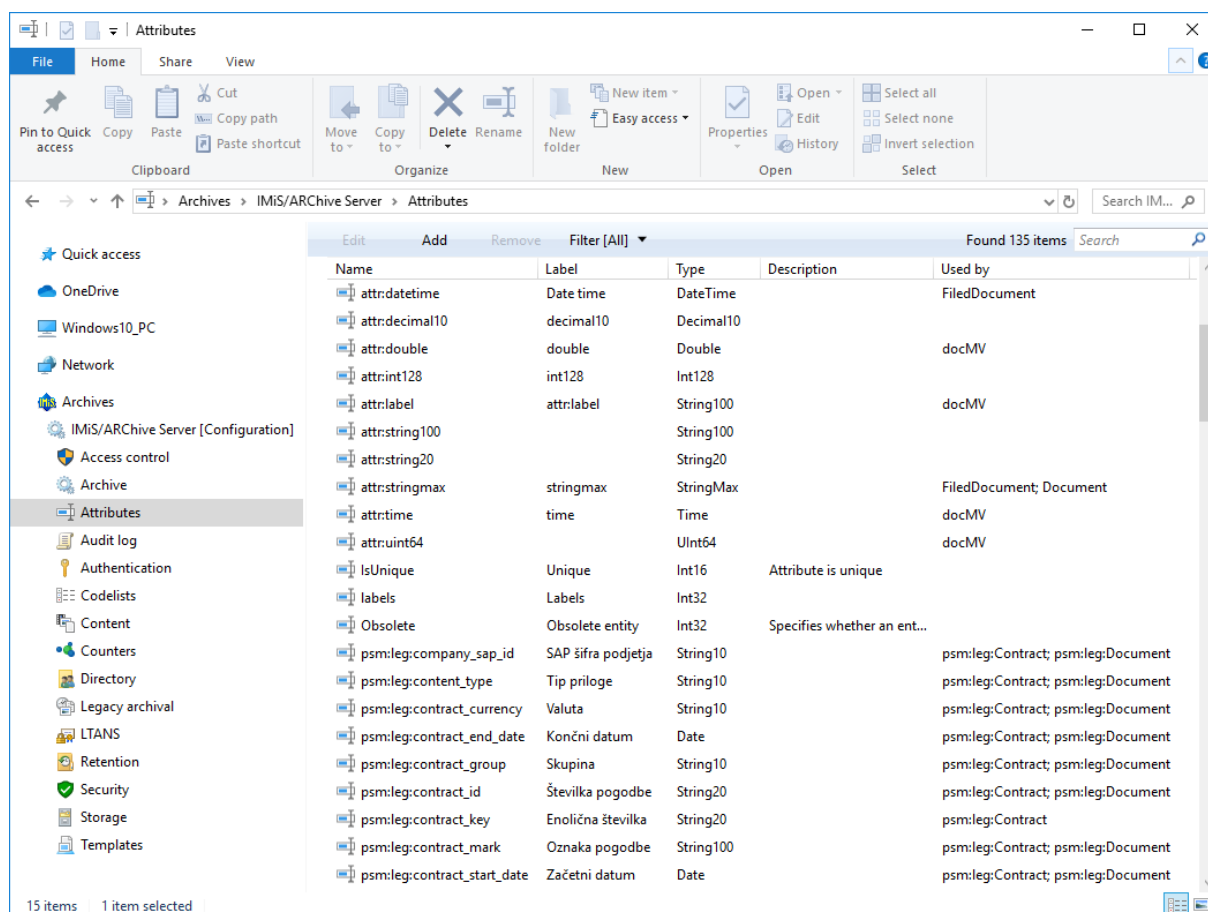 Attributes
File Home Share View
Pin to Quick access Copy Paste Cut Copy path Paste shortcut
Move to Copy to Delete Rename
New folder New item Easy access
Properties Open Edit History
Select all Select none Invert selection
Clipboard Organize New Open Select
Archives › IMiS/ARChive Server › Attributes Search IM...
Quick access
OneDrive
Windows10_PC
Network
Archives
IMiS/ARChive Server [Configuration]
Access control
Archive
Attributes
Audit log
Authentication
Codelists
Content
Counters
Directory
Legacy archival
LTANS
Retention
Security
Storage
Templates
Edit Add Remove Filter [All] Found 135 items Search
Name Label Type Description Used by
attr:datetime Date time DateTime FiledDocument
attr:decimal10 decimal10 Decimal10
attr:double double Double docMV
attr:int128 int128 Int128
attr:label attr:label String100 docMV
attr:string100 String100
attr:string20 String20
attr:stringmax stringmax StringMax FiledDocument; Document
attr:time time Time docMV
attr:uint64 UInt64 docMV
IsUnique Unique Int16 Attribute is unique
labels Labels Int32
Obsolete Obsolete entity Int32 Specifies whether an ent...
psm:leg:company_sap_id SAP šifra podjetja String10 psm:leg:Contract; psm:leg:Document
psm:leg:content_type Tip priloge String10 psm:leg:Contract; psm:leg:Document
psm:leg:contract_currency Valuta String10 psm:leg:Contract; psm:leg:Document
psm:leg:contract_end_date Končni datum Date psm:leg:Contract; psm:leg:Document
psm:leg:contract_group Skupina String10 psm:leg:Contract; psm:leg:Document
psm:leg:contract_id Številka pogodbe String20 psm:leg:Contract; psm:leg:Document
psm:leg:contract_key Enolična številka String20 psm:leg:Contract
psm:leg:contract_mark Oznaka pogodbe String100 psm:leg:Contract; psm:leg:Document
psm:leg:contract_start_date Začetni datum Date psm:leg:Contract; psm:leg:Document
15 items 1 item selected